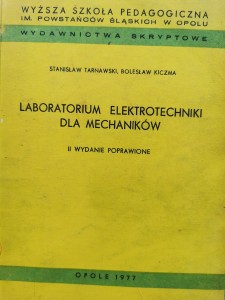 WYŻSZA SZKOŁA PEDAGOGICZNA
IM. POWSTAŃCÓW ŚLĄSKICH W OPOLU
WYDAWNICTWA SKRYPTOWE
STANISŁAW TARNAWSKI, BOLESŁAW KICZMA
LABORATORIUM ELEKTROTECHNIKI
DLA MECHANIKÓW
II WYDANIE POPRAWIONE
OPOLE 1977